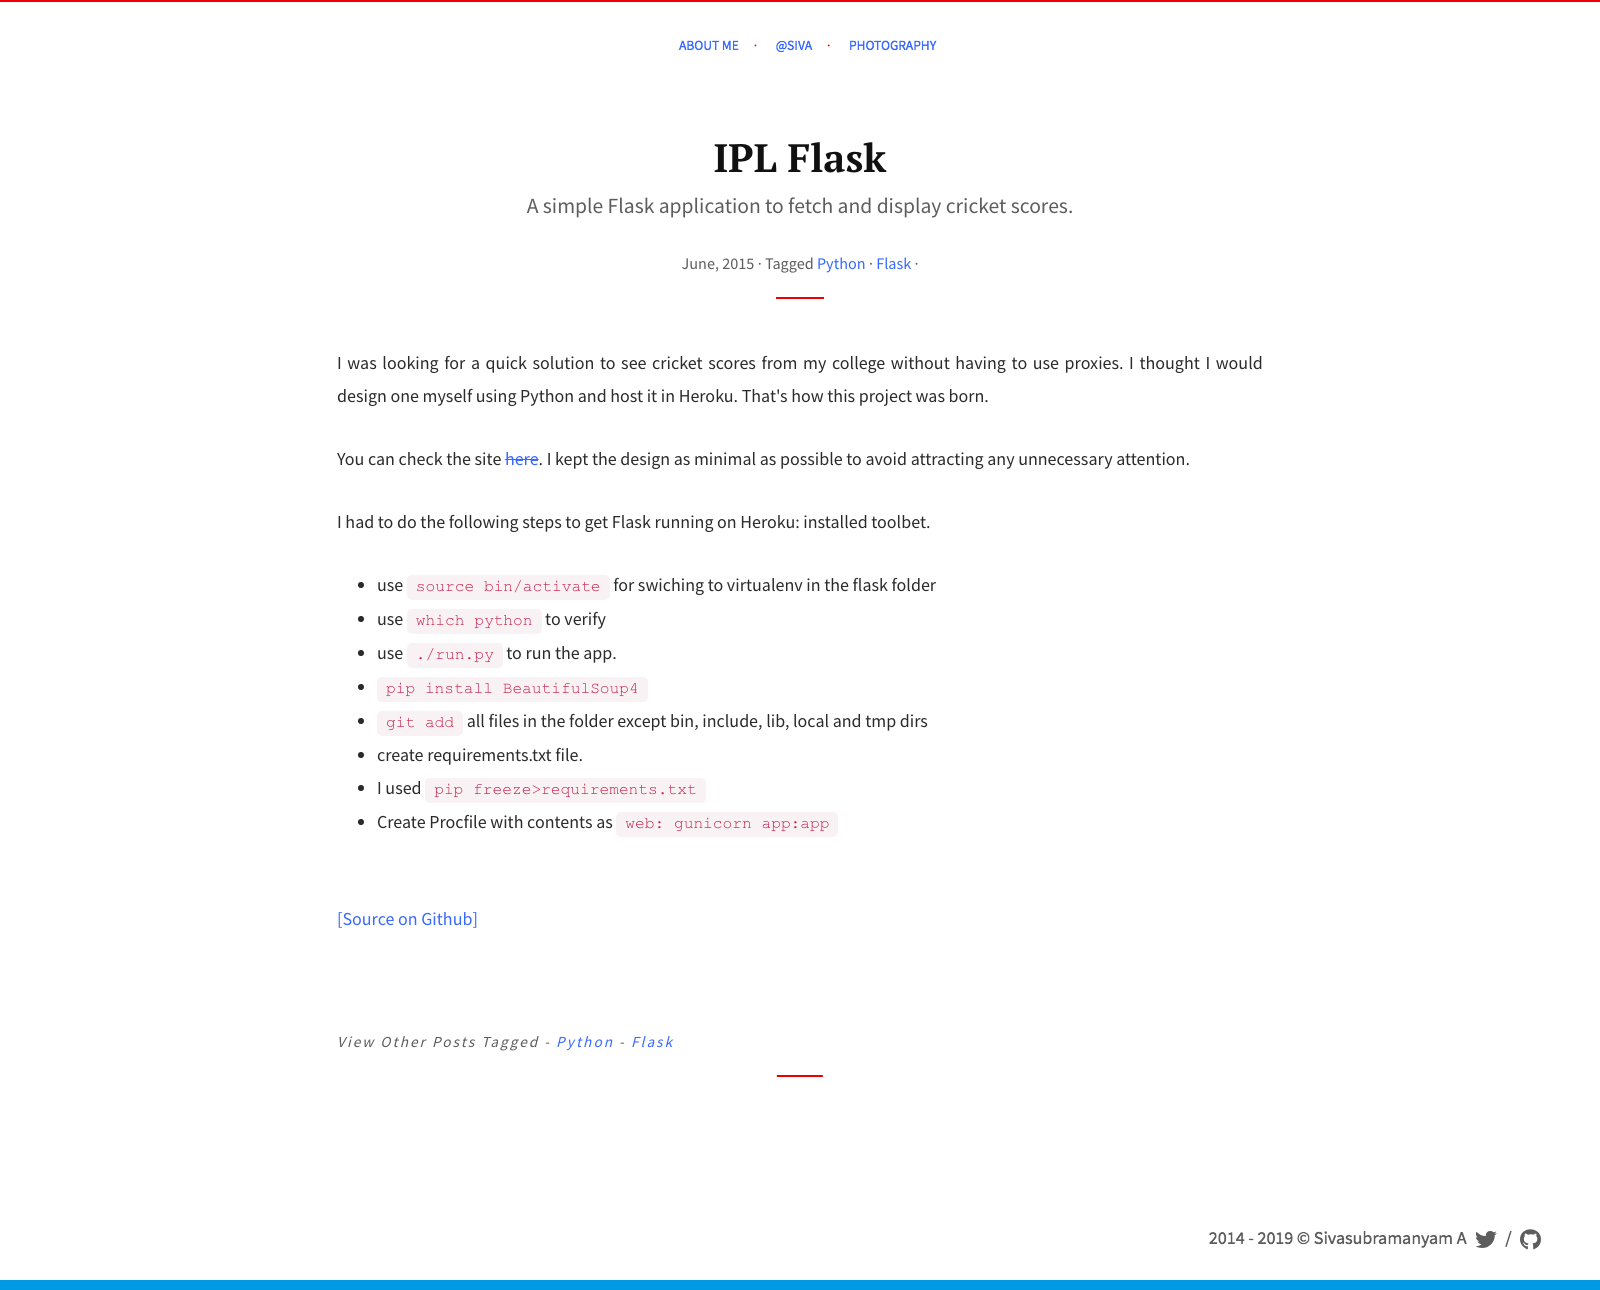 ABOUT ME · @SIVA · PHOTOGRAPHY
IPL Flask
A simple Flask application to fetch and display cricket scores.
June, 2015 · Tagged Python · Flask ·
I was looking for a quick solution to see cricket scores from my college without having to use proxies. I thought I would
design one myself using Python and host it in Heroku. That's how this project was born.
You can check the site here. I kept the design as minimal as possible to avoid attracting any unnecessary attention.
I had to do the following steps to get Flask running on Heroku: installed toolbet.
• use source bin/activate for swiching to virtualenv in the flask folder
• use which python to verify
• use ./run.py to run the app.
• pip install BeautifulSoup4
• git add all files in the folder except bin, include, lib, local and tmp dirs
• create requirements.txt file.
• I used pip freeze>requirements.txt
• Create Procfile with contents as web: gunicorn app:app
[Source on Github]
View Other Posts Tagged - Python - Flask
2014 - 2019 © Sivasubramanyam A /